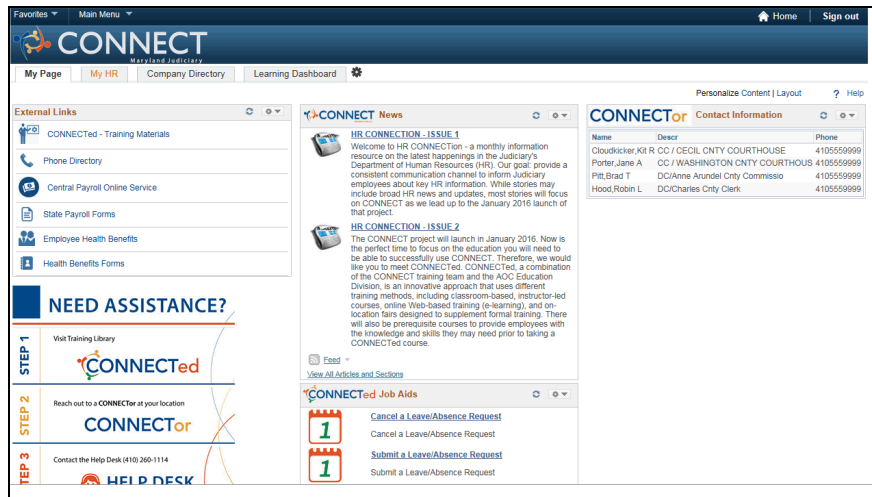 Favorites Main Menu Home Sign out
CONNECT
Maryland Judiciary
My Page My HR Company Directory Learning Dashboard
Personalize Content | Layout ? Help
External Links
CONNECTed - Training Materials
Phone Directory
Central Payroll Online Service
State Payroll Forms
Employee Health Benefits
Health Benefits Forms
NEED ASSISTANCE?
STEP 1
Visit Training Library
CONNECTed
STEP 2
Reach out to a CONNECTor at your location
CONNECTor
STEP 3
Contact the Help Desk (410) 260-1114
HELP DESK
CONNECT News
HR CONNECTION - ISSUE 1
Welcome to HR CONNECTion - a monthly information
resource on the latest happenings in the Judiciary's
Department of Human Resources (HR). Our goal: provide a
consistent communication channel to inform Judiciary
employees about key HR information. While stories may
include broad HR news and updates, most stories will focus
on CONNECT as we lead up to the January 2016 launch of
that project.
HR CONNECTION - ISSUE 2
The CONNECT project will launch in January 2016. Now is
the perfect time to focus on the education you will need to
be able to successfully use CONNECT. Therefore, we would
like you to meet CONNECTed. CONNECTed, a combination
of the CONNECT training team and the AOC Education
Division, is an innovative approach that uses different
training methods, including classroom-based, instructor-led
courses, online Web-based training (e-learning), and on-
location fairs designed to supplement formal training. There
will also be prerequisite courses to provide employees with
the knowledge and skills they may need prior to taking a
CONNECTed course.
Feed
View All Articles and Sections
CONNECTed Job Aids
1
Cancel a Leave/Absence Request
Cancel a Leave/Absence Request
1
Submit a Leave/Absence Request
Submit a Leave/Absence Request
CONNECTor Contact Information
Name Descr Phone
Cloudkicker,Kit R CC / CECIL CNTY COURTHOUSE 4105559999
Porter,Jane A CC / WASHINGTON CNTY COURTHOUS 4105559999
Pitt,Brad T DC/Anne Arundel Cnty Commissio 4105559999
Hood,Robin L DC/Charles Cnty Clerk 4105559999